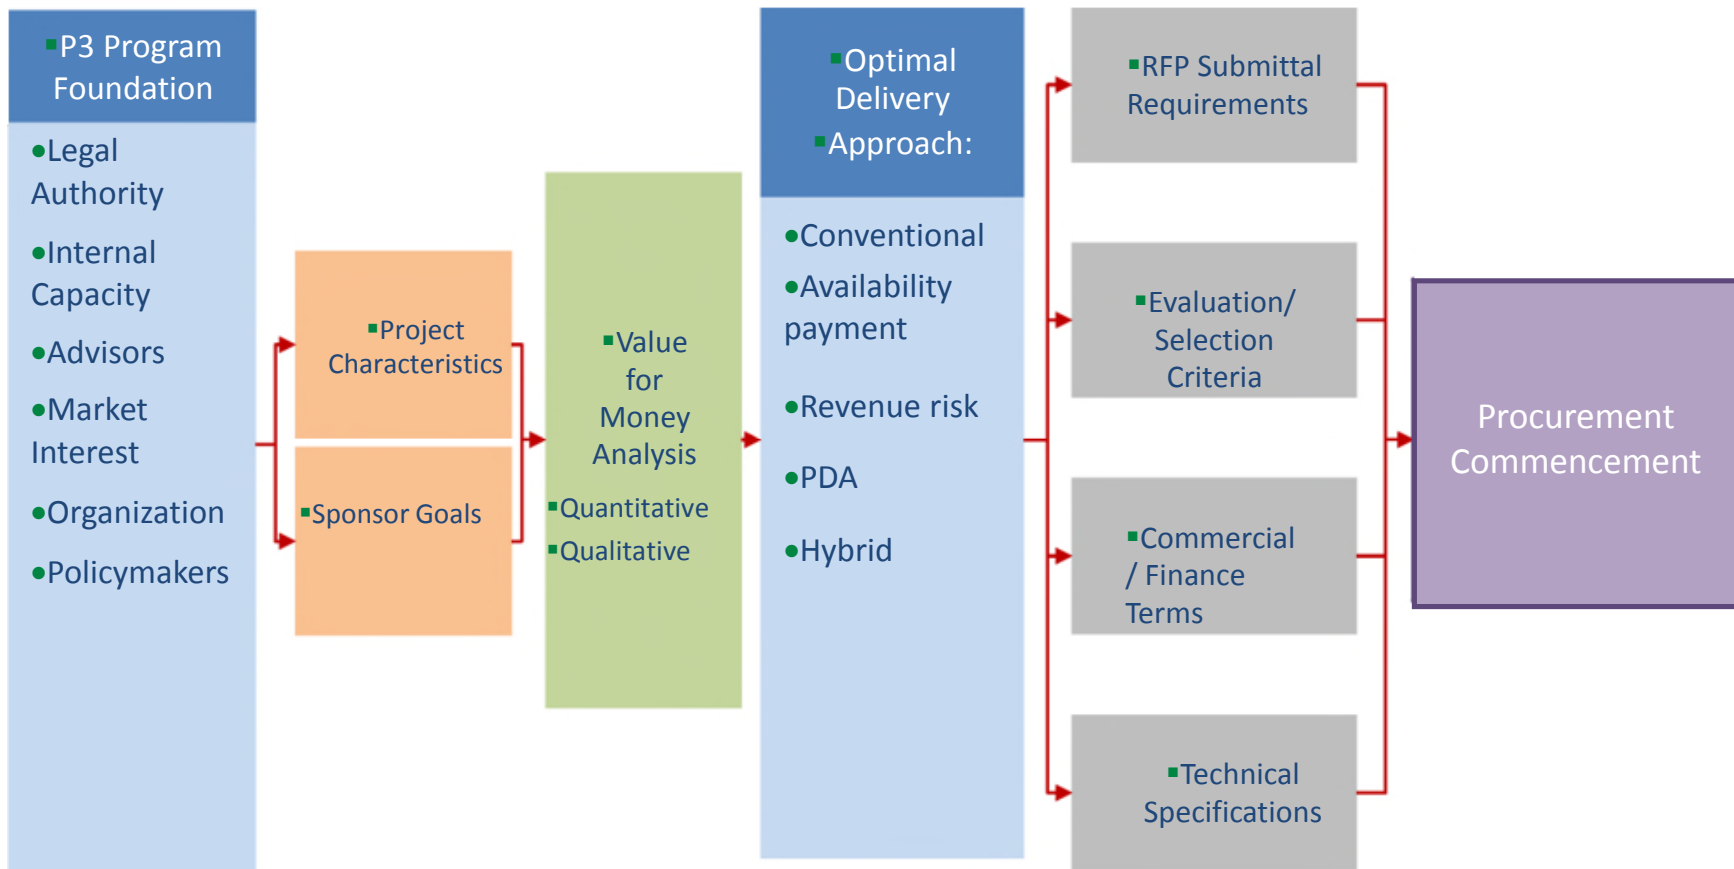 ▪P3 Program
Foundation
•Legal
Authority
•Internal
Capacity
•Advisors
•Market
Interest
•Organization
•Policymakers
▪Project
Characteristics
▪Sponsor Goals
▪Value
for
Money
Analysis
▪Quantitative
▪Qualitative
▪Optimal
Delivery
▪Approach:
•Conventional
•Availability
payment
•Revenue risk
•PDA
•Hybrid
▪RFP Submittal
Requirements
▪Evaluation/
Selection
Criteria
▪Commercial
/ Finance
Terms
▪Technical
Specifications
Procurement
Commencement